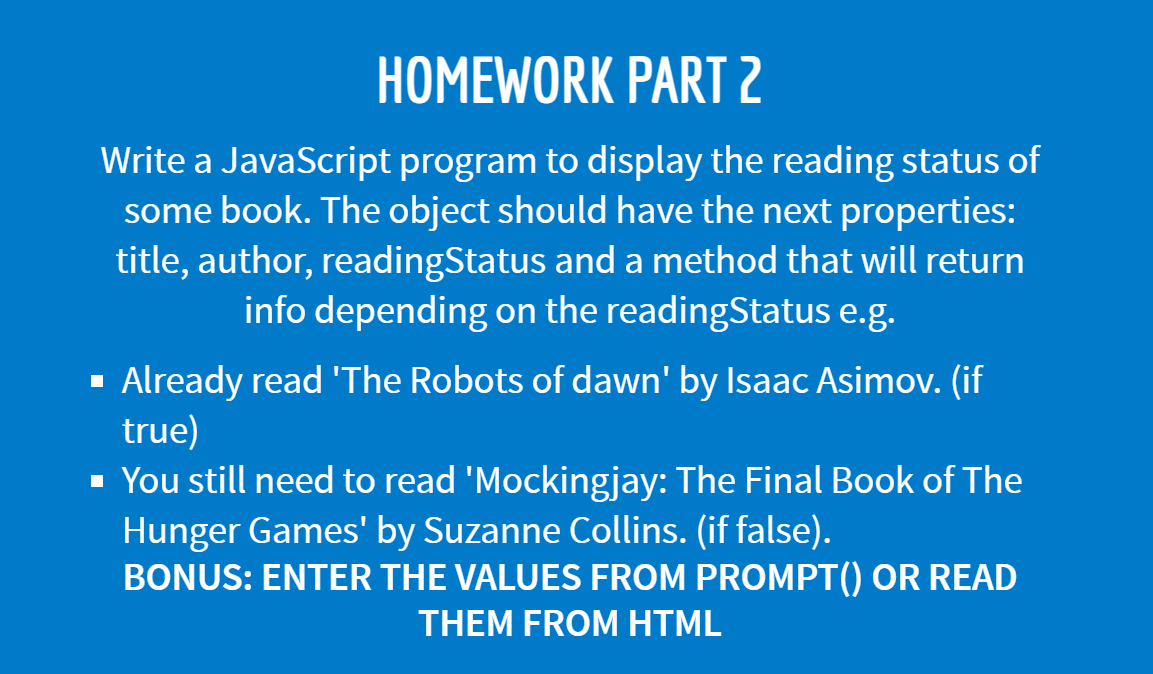 HOMEWORK PART 2
Write a JavaScript program to display the reading status of
some book. The object should have the next properties:
title, author, readingStatus and a method that will return
info depending on the readingStatus e.g.
Already read 'The Robots of dawn' by Isaac Asimov. (if
true)
You still need to read 'Mockingjay: The Final Book of The
Hunger Games' by Suzanne Collins. (if false).
BONUS: ENTER THE VALUES FROM PROMPT() OR READ
THEM FROM HTML